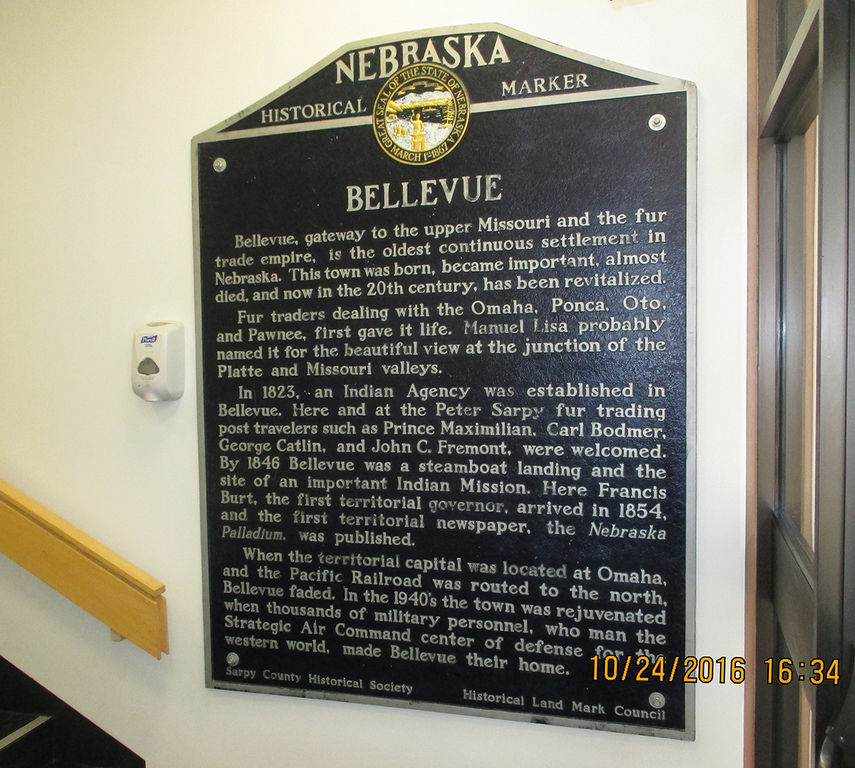 NEBRASKA
HISTORICAL MARKER
GREAT SEAL OF THE STATE OF NEBRASKA
MARCH 1ST 1867
BELLEVUE
Bellevue, gateway to the upper Missouri and the fur
trade empire, is the oldest continuous settlement in
Nebraska. This town was born, became important, almost
died, and now in the 20th century, has been revitalized.
Fur traders dealing with the Omaha, Ponca, Oto,
and Pawnee, first gave it life. Manuel Lisa probably
named it for the beautiful view at the junction of the
Platte and Missouri valleys.
In 1823, an Indian Agency was established in
Bellevue. Here and at the Peter Sarpy fur trading
post travelers such as Prince Maximilian, Carl Bodmer,
George Catlin, and John C. Fremont, were welcomed.
By 1846 Bellevue was a steamboat landing and the
site of an important Indian Mission. Here Francis
Burt, the first territorial governor, arrived in 1854,
and the first territorial newspaper, the Nebraska
Palladium, was published.
When the territorial capital was located at Omaha,
and the Pacific Railroad was routed to the north,
Bellevue faded. In the 1940's the town was rejuvenated
when thousands of military personnel, who man the
Strategic Air Command center of defense for the
western world, made Bellevue their home.
Sarpy County Historical Society
Historical Land Mark Council
PURELL
10/24/2016 16:34